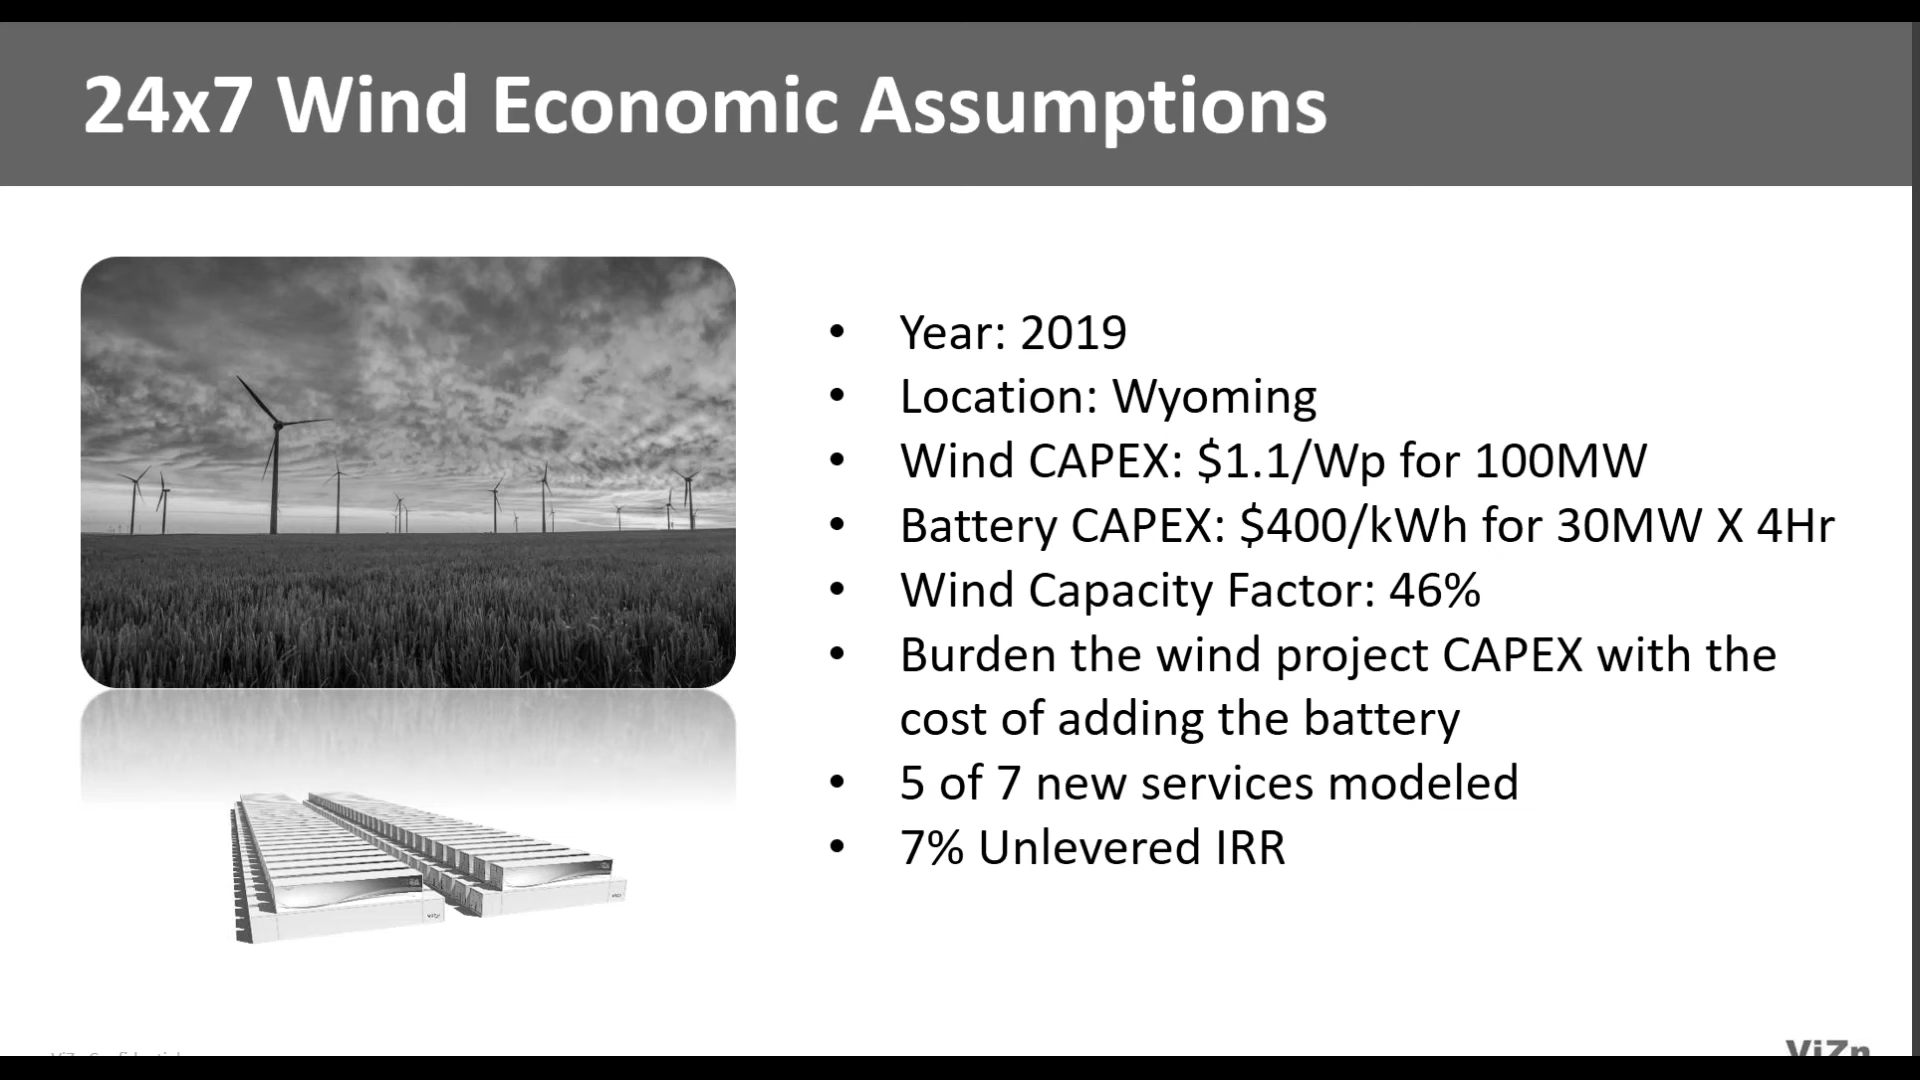 24x7 Wind Economic Assumptions
• Year: 2019
• Location: Wyoming
• Wind CAPEX: $1.1/Wp for 100MW
• Battery CAPEX: $400/kWh for 30MW X 4Hr
• Wind Capacity Factor: 46%
• Burden the wind project CAPEX with the
cost of adding the battery
• 5 of 7 new services modeled
• 7% Unlevered IRR
ViZn